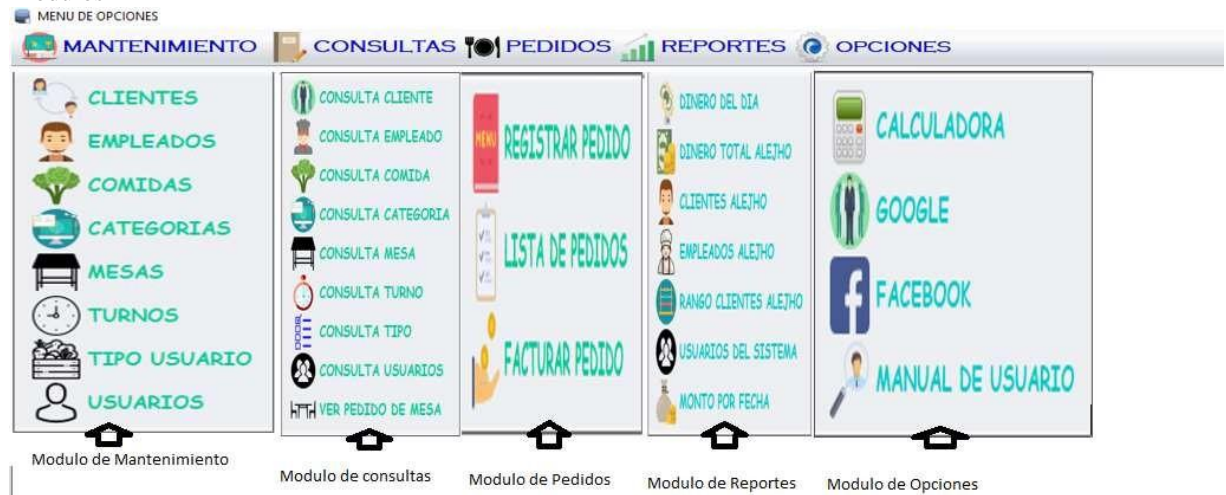 MENU DE OPCIONES
MANTENIMIENTO CONSULTAS PEDIDOS REPORTES OPCIONES
CLIENTES
EMPLEADOS
COMIDAS
CATEGORIAS
MESAS
TURNOS
TIPO USUARIO
USUARIOS
Modulo de Mantenimiento
CONSULTA CLIENTE
CONSULTA EMPLEADO
CONSULTA COMIDA
CONSULTA CATEGORIA
CONSULTA MESA
CONSULTA TURNO
CONSULTA TIPO
CONSULTA USUARIOS
VER PEDIDO DE MESA
Modulo de consultas
MENU
REGISTRAR PEDIDO
LISTA DE PEDIDOS
FACTURAR PEDIDO
Modulo de Pedidos
DINERO DEL DIA
DINERO TOTAL ALEJHO
CLIENTES ALEJHO
EMPLEADOS ALEJHO
RANGO CLIENTES ALEJHO
USUARIOS DEL SISTEMA
MONTO POR FECHA
Modulo de Reportes
CALCULADORA
GOOGLE
FACEBOOK
MANUAL DE USUARIO
Modulo de Opciones